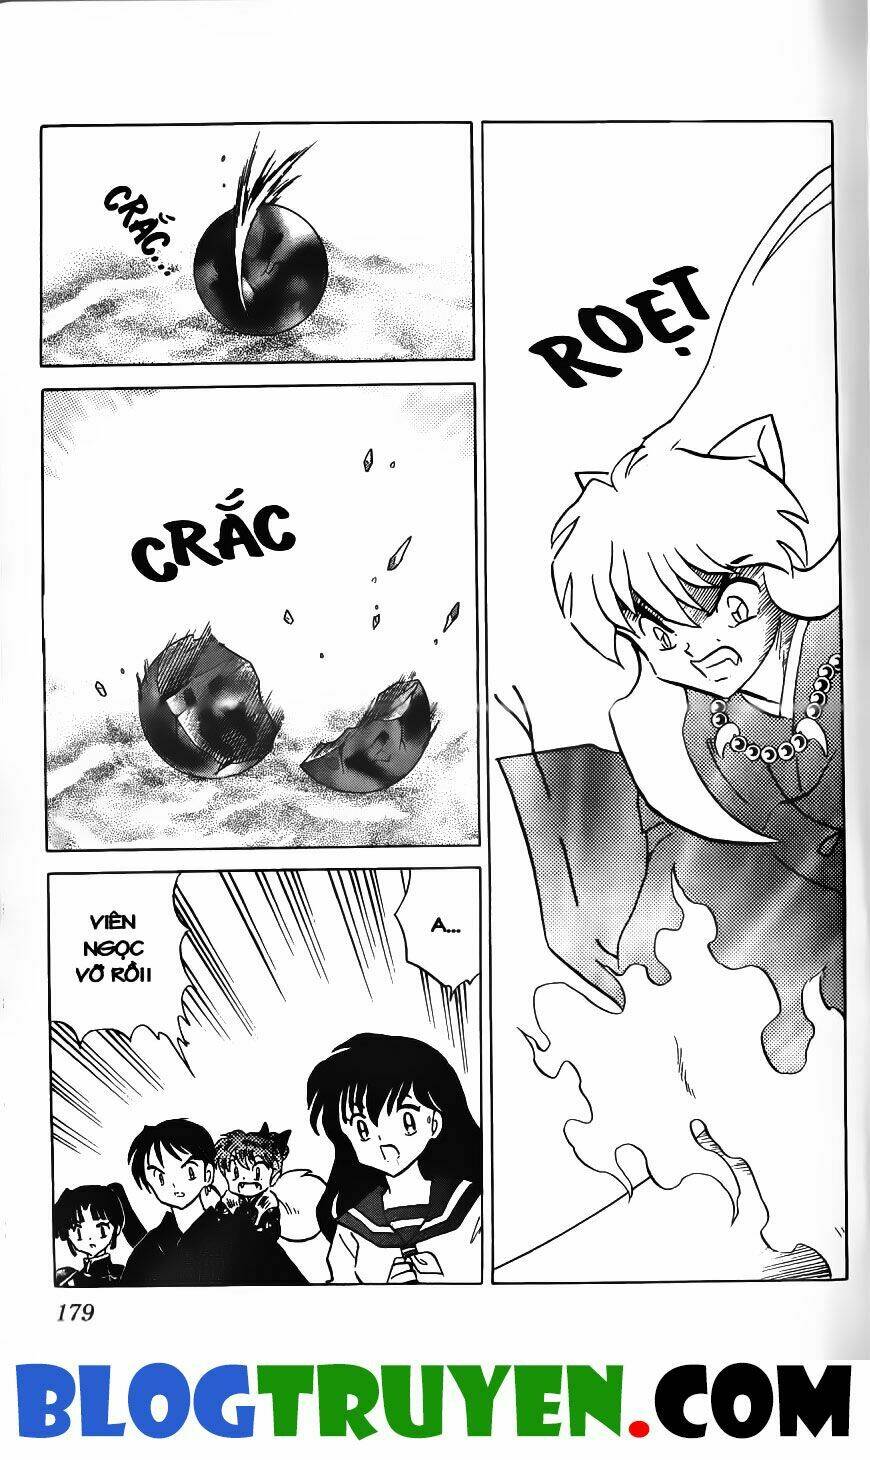 ROẸT
CRẮC...
CRẮC
A...
VIÊN
NGỌC
VỠ RỒI!
179
BLOGTRUYEN.COM